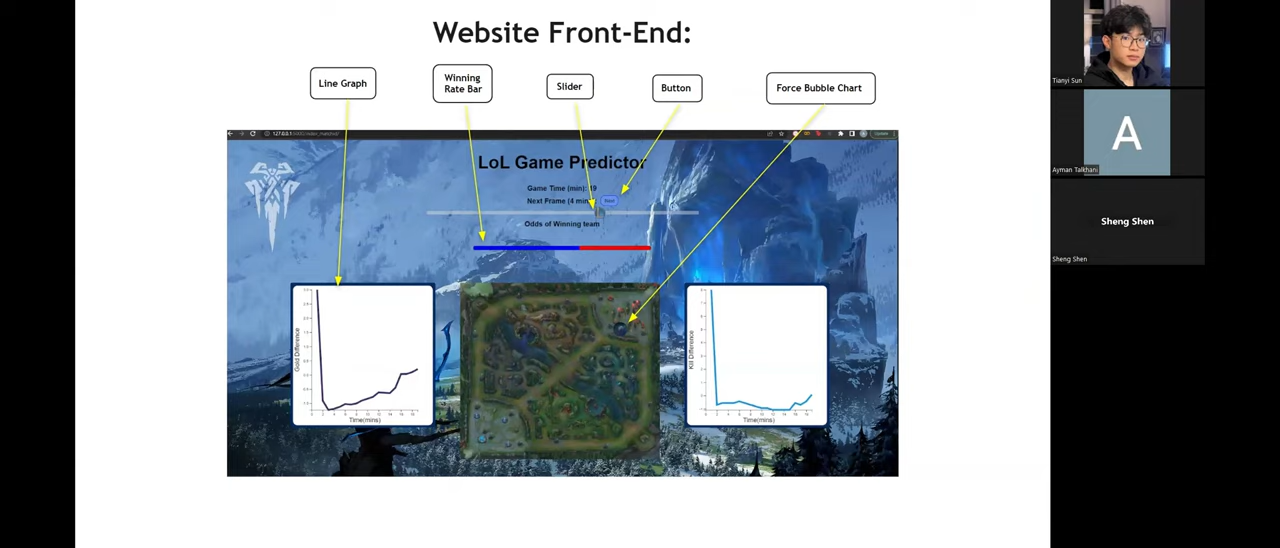 Website Front-End:
Line Graph
Winning
Rate Bar
Slider
Button
Force Bubble Chart
LoL Game Predictor
Game Time (min): 19
Next Frame (4 min
Next
Odds of Winning team
Gold Difference
Time(mins)
Kill Difference
Time(mins)
Tianyi Sun
A
Ayman Talkhani
Sheng Shen
Sheng Shen